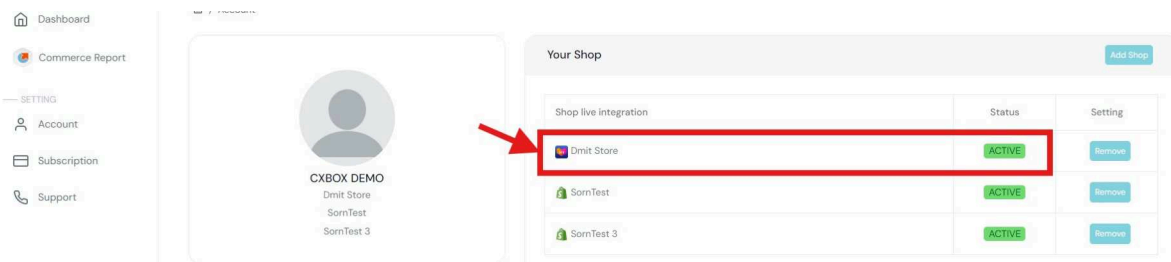 Dashboard
Commerce Report
SETTING
Account
Subscription
Support
CXBOX DEMO
Dmit Store
SornTest
SornTest 3
Your Shop
Add Shop
Shop live integration Status Setting
Dmit Store ACTIVE Remove
SornTest ACTIVE Remove
SornTest 3 ACTIVE Remove